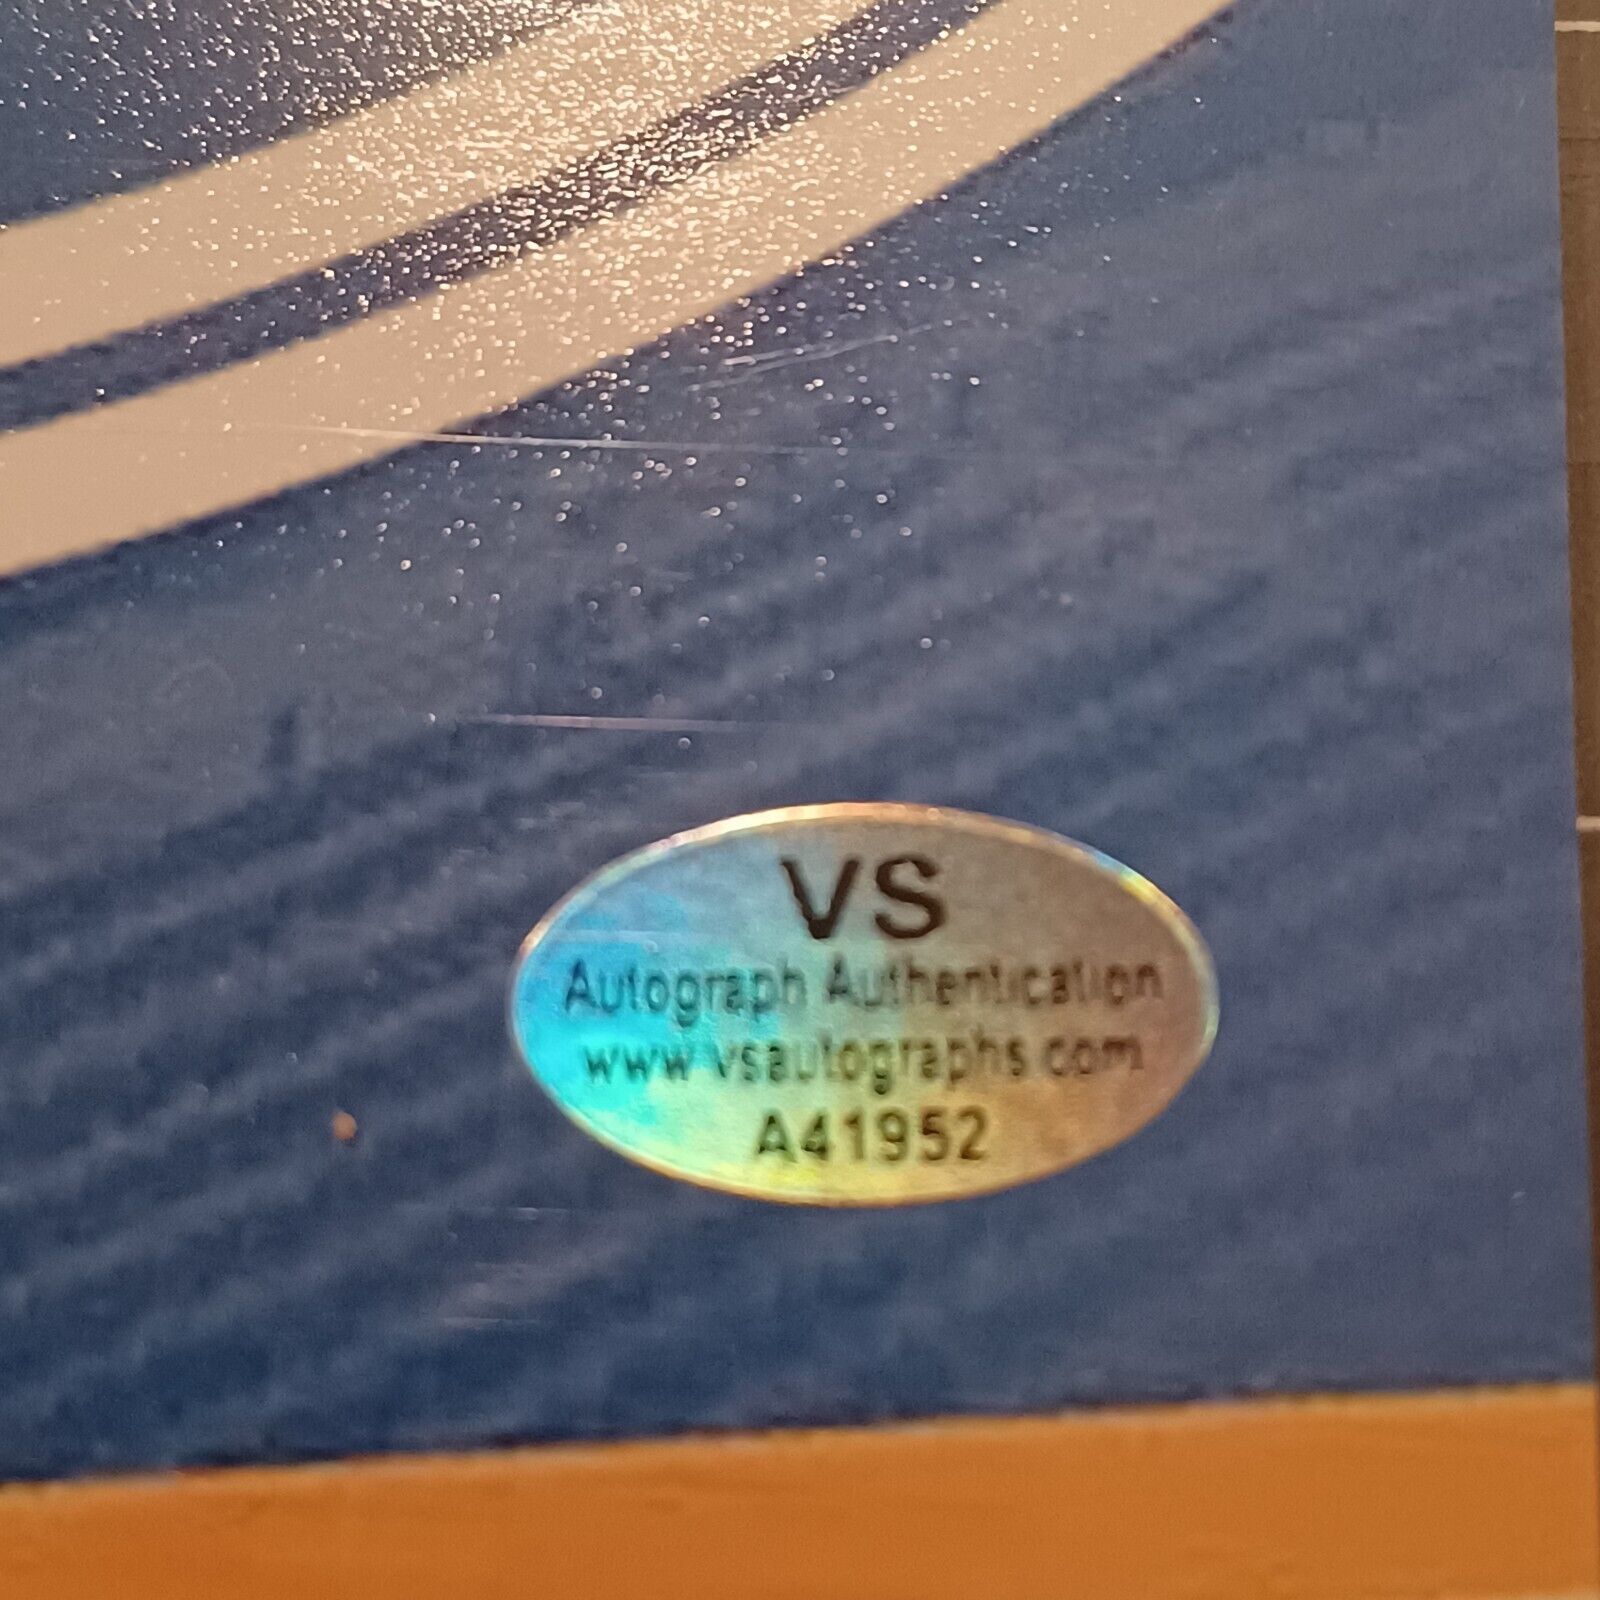 VS
Autograph Authentication
www.vsautographs.com
A41952